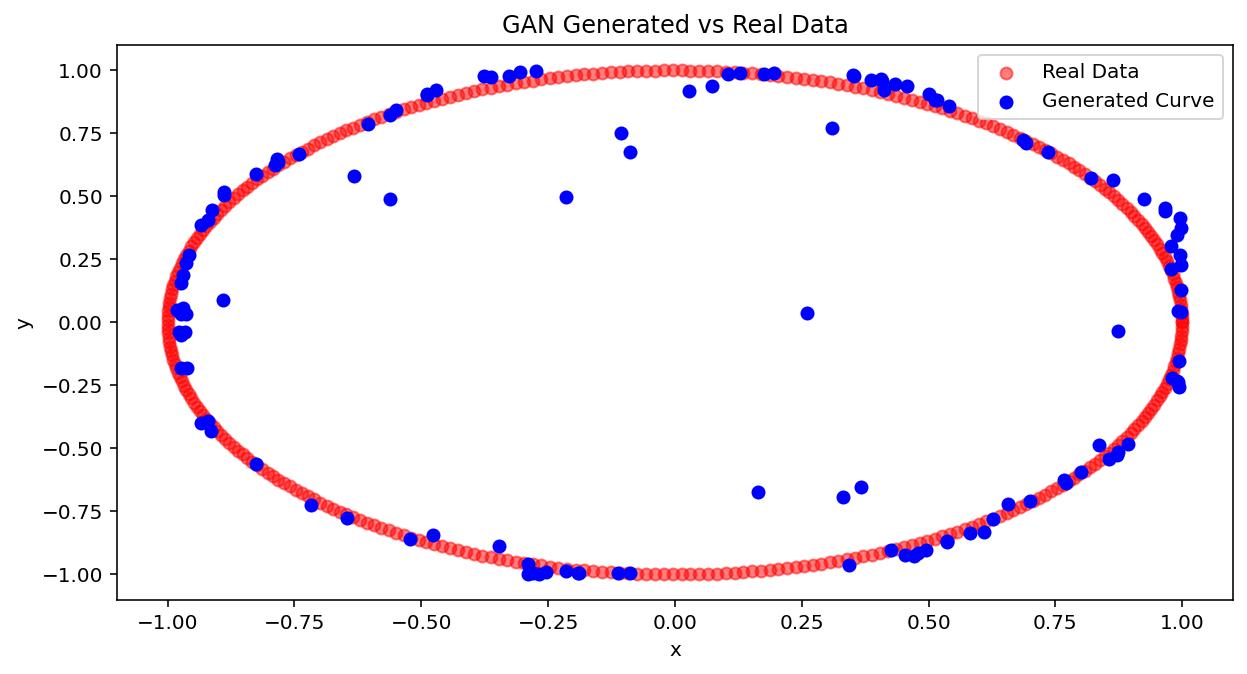 GAN Generated vs Real Data
Real Data
Generated Curve
1.00
0.75
0.50
0.25
0.00
−0.25
−0.50
−0.75
−1.00
y
−1.00 −0.75 −0.50 −0.25 0.00 0.25 0.50 0.75 1.00
x